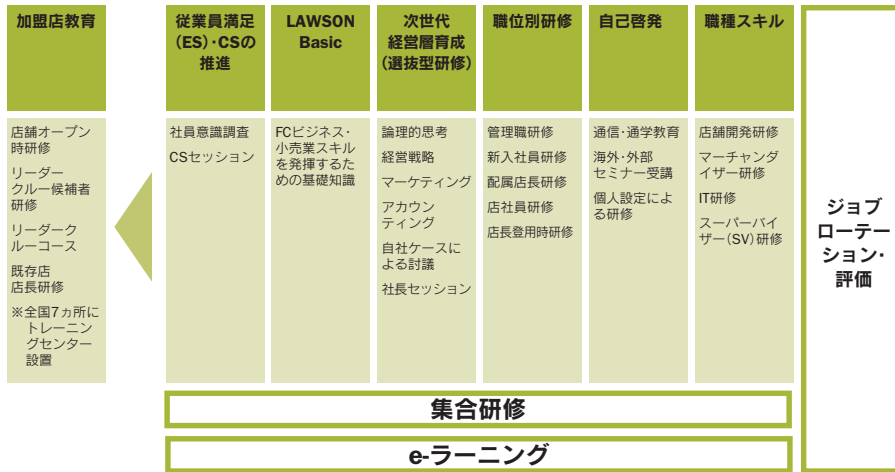 加盟店教育
店舗オープン
時研修
リーダー
クルー候補者
研修
リーダーク
ルーコース
既存店
店長研修
※全国7ヵ所に
トレーニン
グセンター
設置
従業員満足
(ES)・CSの
推進
社員意識調査
CSセッション
LAWSON
Basic
FCビジネス・
小売業スキル
を発揮するた
めの基礎知識
次世代
経営層育成
(選抜型研修)
論理的思考
経営戦略
マーケティング
アカウン
ティング
自社ケースに
よる討議
社長セッション
職位別研修
管理職研修
新入社員研修
配属店長研修
店社員研修
店長登用時研修
自己啓発
通信・通学教育
海外・外部
セミナー受講
個人設定によ
る研修
職種スキル
店舗開発研修
マーチャンダ
イザー研修
IT研修
スーパーバイ
ザー(SV)研修
ジョブ
ローテー
ション・
評価
集合研修
e-ラーニング